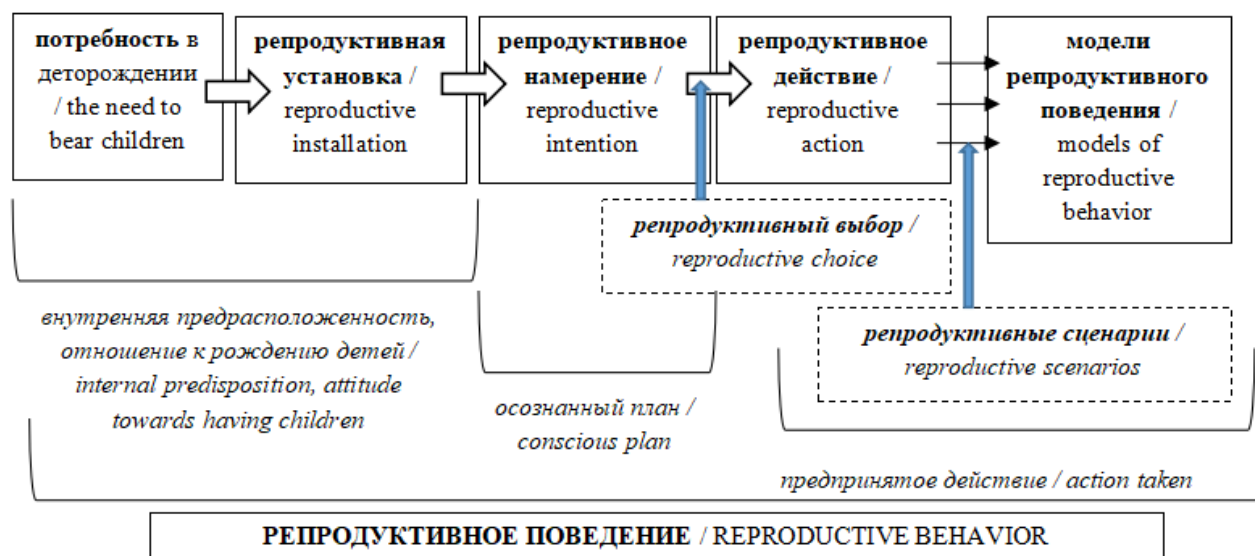 потребность в
деторождении
/ the need to
bear children
репродуктивная
установка /
reproductive
installation
репродуктивное
намерение /
reproductive
intention
репродуктивное
действие /
reproductive
action
модели
репродуктивного
поведения /
models of
reproductive
behavior
репродуктивный выбор /
reproductive choice
репродуктивные сценарии /
reproductive scenarios
внутренняя предрасположенность,
отношение к рождению детей /
internal predisposition, attitude
towards having children
осознанный план /
conscious plan
предпринятое действие / action taken
РЕПРОДУКТИВНОЕ ПОВЕДЕНИЕ / REPRODUCTIVE BEHAVIOR